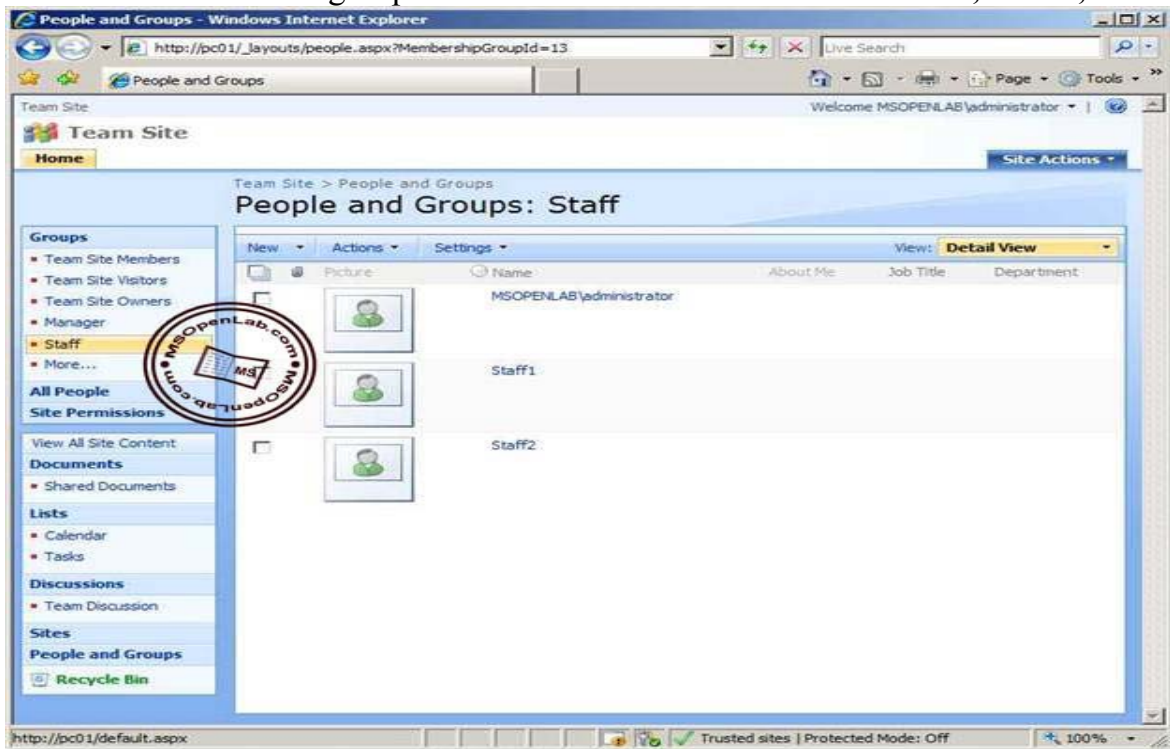 People and Groups - Windows Internet Explorer
http://pc01/_layouts/people.aspx?MembershipGroupId=13
Live Search
People and Groups
Page
Tools
Team Site
Welcome MSOPENLAB\administrator
Team Site
Home
Site Actions
Team Site > People and Groups
People and Groups: Staff
Groups
Team Site Members
Team Site Visitors
Team Site Owners
Manager
Staff
More...
All People
Site Permissions
View All Site Content
Documents
Shared Documents
Lists
Calendar
Tasks
Discussions
Team Discussion
Sites
People and Groups
Recycle Bin
New
Actions
Settings
View: Detail View
Picture
Name
About Me
Job Title
Department
MSOPENLAB\administrator
Staff1
Staff2
MSOpenLab.com
MSOpenLab.com
MS
http://pc01/default.aspx
Trusted sites | Protected Mode: Off
100%